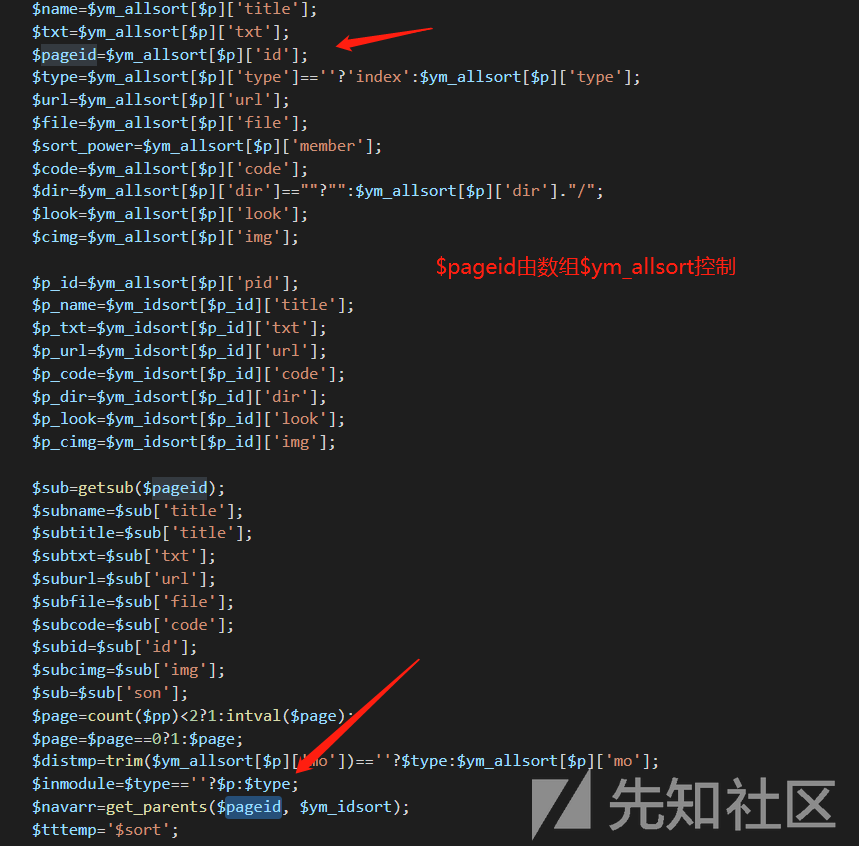 $name=$ym_allsort[$p]['title'];
$txt=$ym_allsort[$p]['txt'];
$pageid=$ym_allsort[$p]['id'];
$type=$ym_allsort[$p]['type']==''?'index':$ym_allsort[$p]['type'];
$url=$ym_allsort[$p]['url'];
$file=$ym_allsort[$p]['file'];
$sort_power=$ym_allsort[$p]['member'];
$code=$ym_allsort[$p]['code'];
$dir=$ym_allsort[$p]['dir']==""?"":$ym_allsort[$p]['dir']."/";
$look=$ym_allsort[$p]['look'];
$cimg=$ym_allsort[$p]['img'];
$pageid由数组$ym_allsort控制
$p_id=$ym_allsort[$p]['pid'];
$p_name=$ym_idsort[$p_id]['title'];
$p_txt=$ym_idsort[$p_id]['txt'];
$p_url=$ym_idsort[$p_id]['url'];
$p_code=$ym_idsort[$p_id]['code'];
$p_dir=$ym_idsort[$p_id]['dir'];
$p_look=$ym_idsort[$p_id]['look'];
$p_cimg=$ym_idsort[$p_id]['img'];
$sub=getsub($pageid);
$subname=$sub['title'];
$subtitle=$sub['title'];
$subtxt=$sub['txt'];
$suburl=$sub['url'];
$subfile=$sub['file'];
$subcode=$sub['code'];
$subid=$sub['id'];
$subcimg=$sub['img'];
$sub=$sub['son'];
$page=count($pp)<2?1:intval($page);
$page=$page==0?1:$page;
$distmp=trim($ym_allsort[$p]['mo'])==''?$type:$ym_allsort[$p]['mo'];
$inmodule=$type==''?$p:$type;
$navarr=get_parents($pageid, $ym_idsort);
$tttemp='$sort';
先知社区